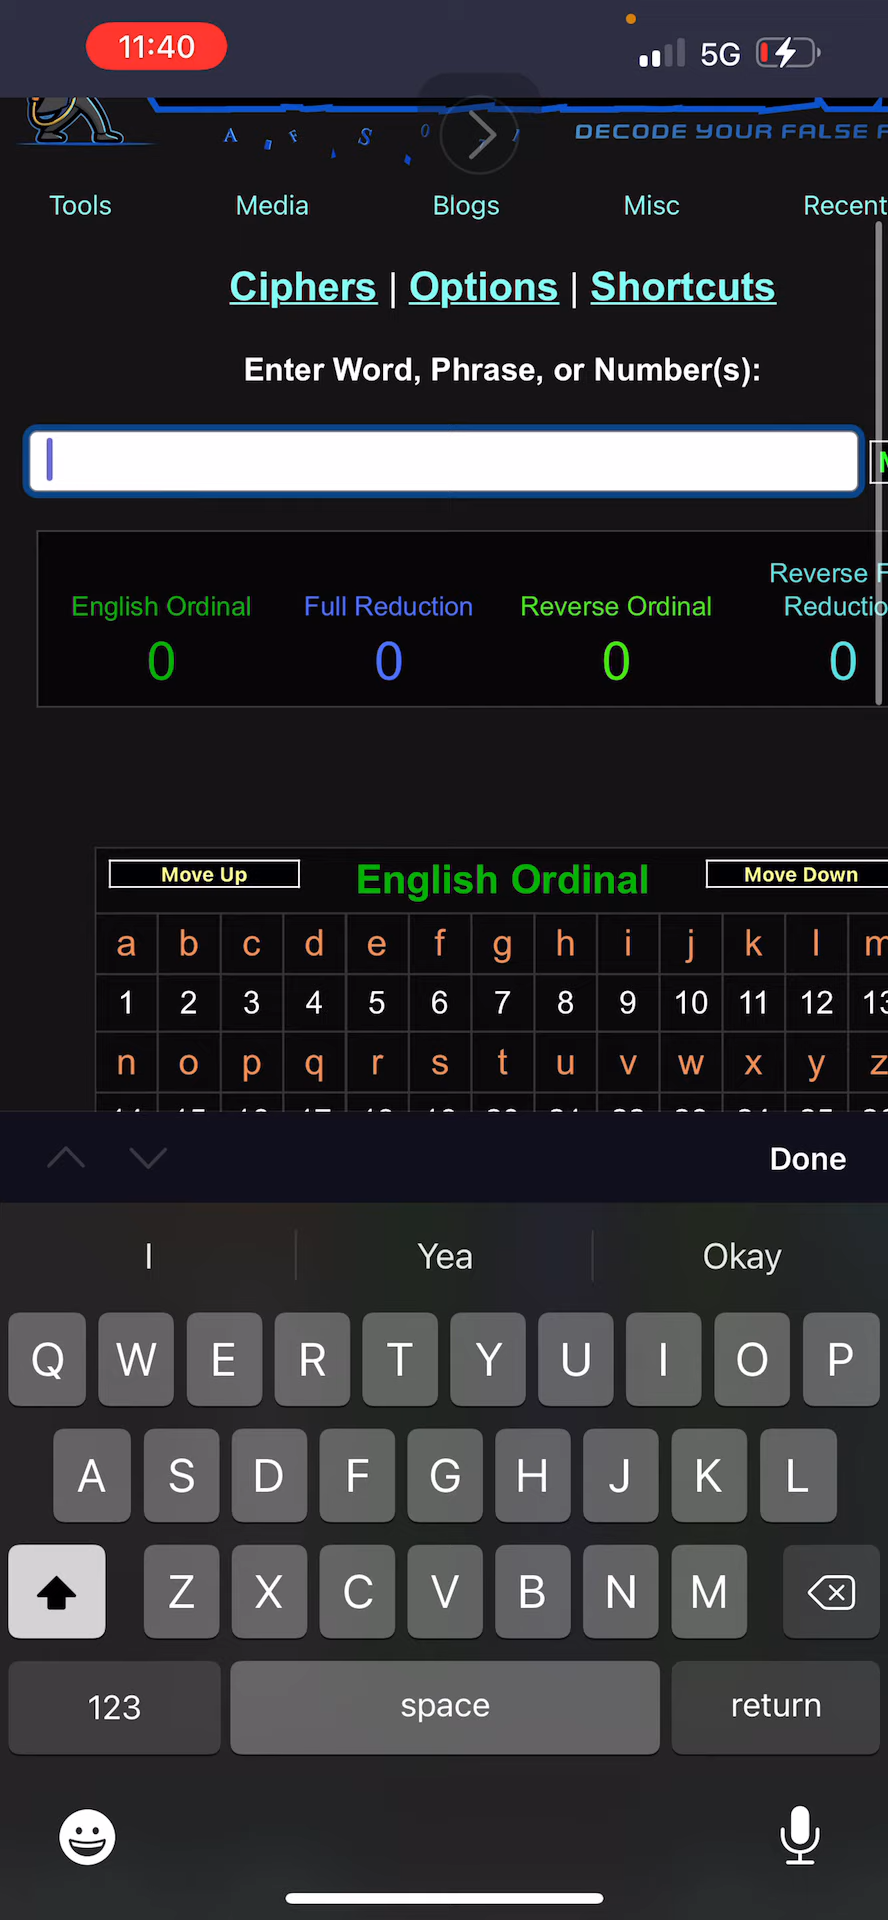 11:40 5G
A F S O I DECODE YOUR FALSE F
Tools Media Blogs Misc Recent
Ciphers | Options | Shortcuts
Enter Word, Phrase, or Number(s):
English Ordinal Full Reduction Reverse Ordinal Reverse F
Reductio
0 0 0 0
Move Up English Ordinal Move Down
a b c d e f g h i j k l m
1 2 3 4 5 6 7 8 9 10 11 12 13
n o p q r s t u v w x y z
Done
I Yea Okay
Q W E R T Y U I O P
A S D F G H J K L
Z X C V B N M
123 space return